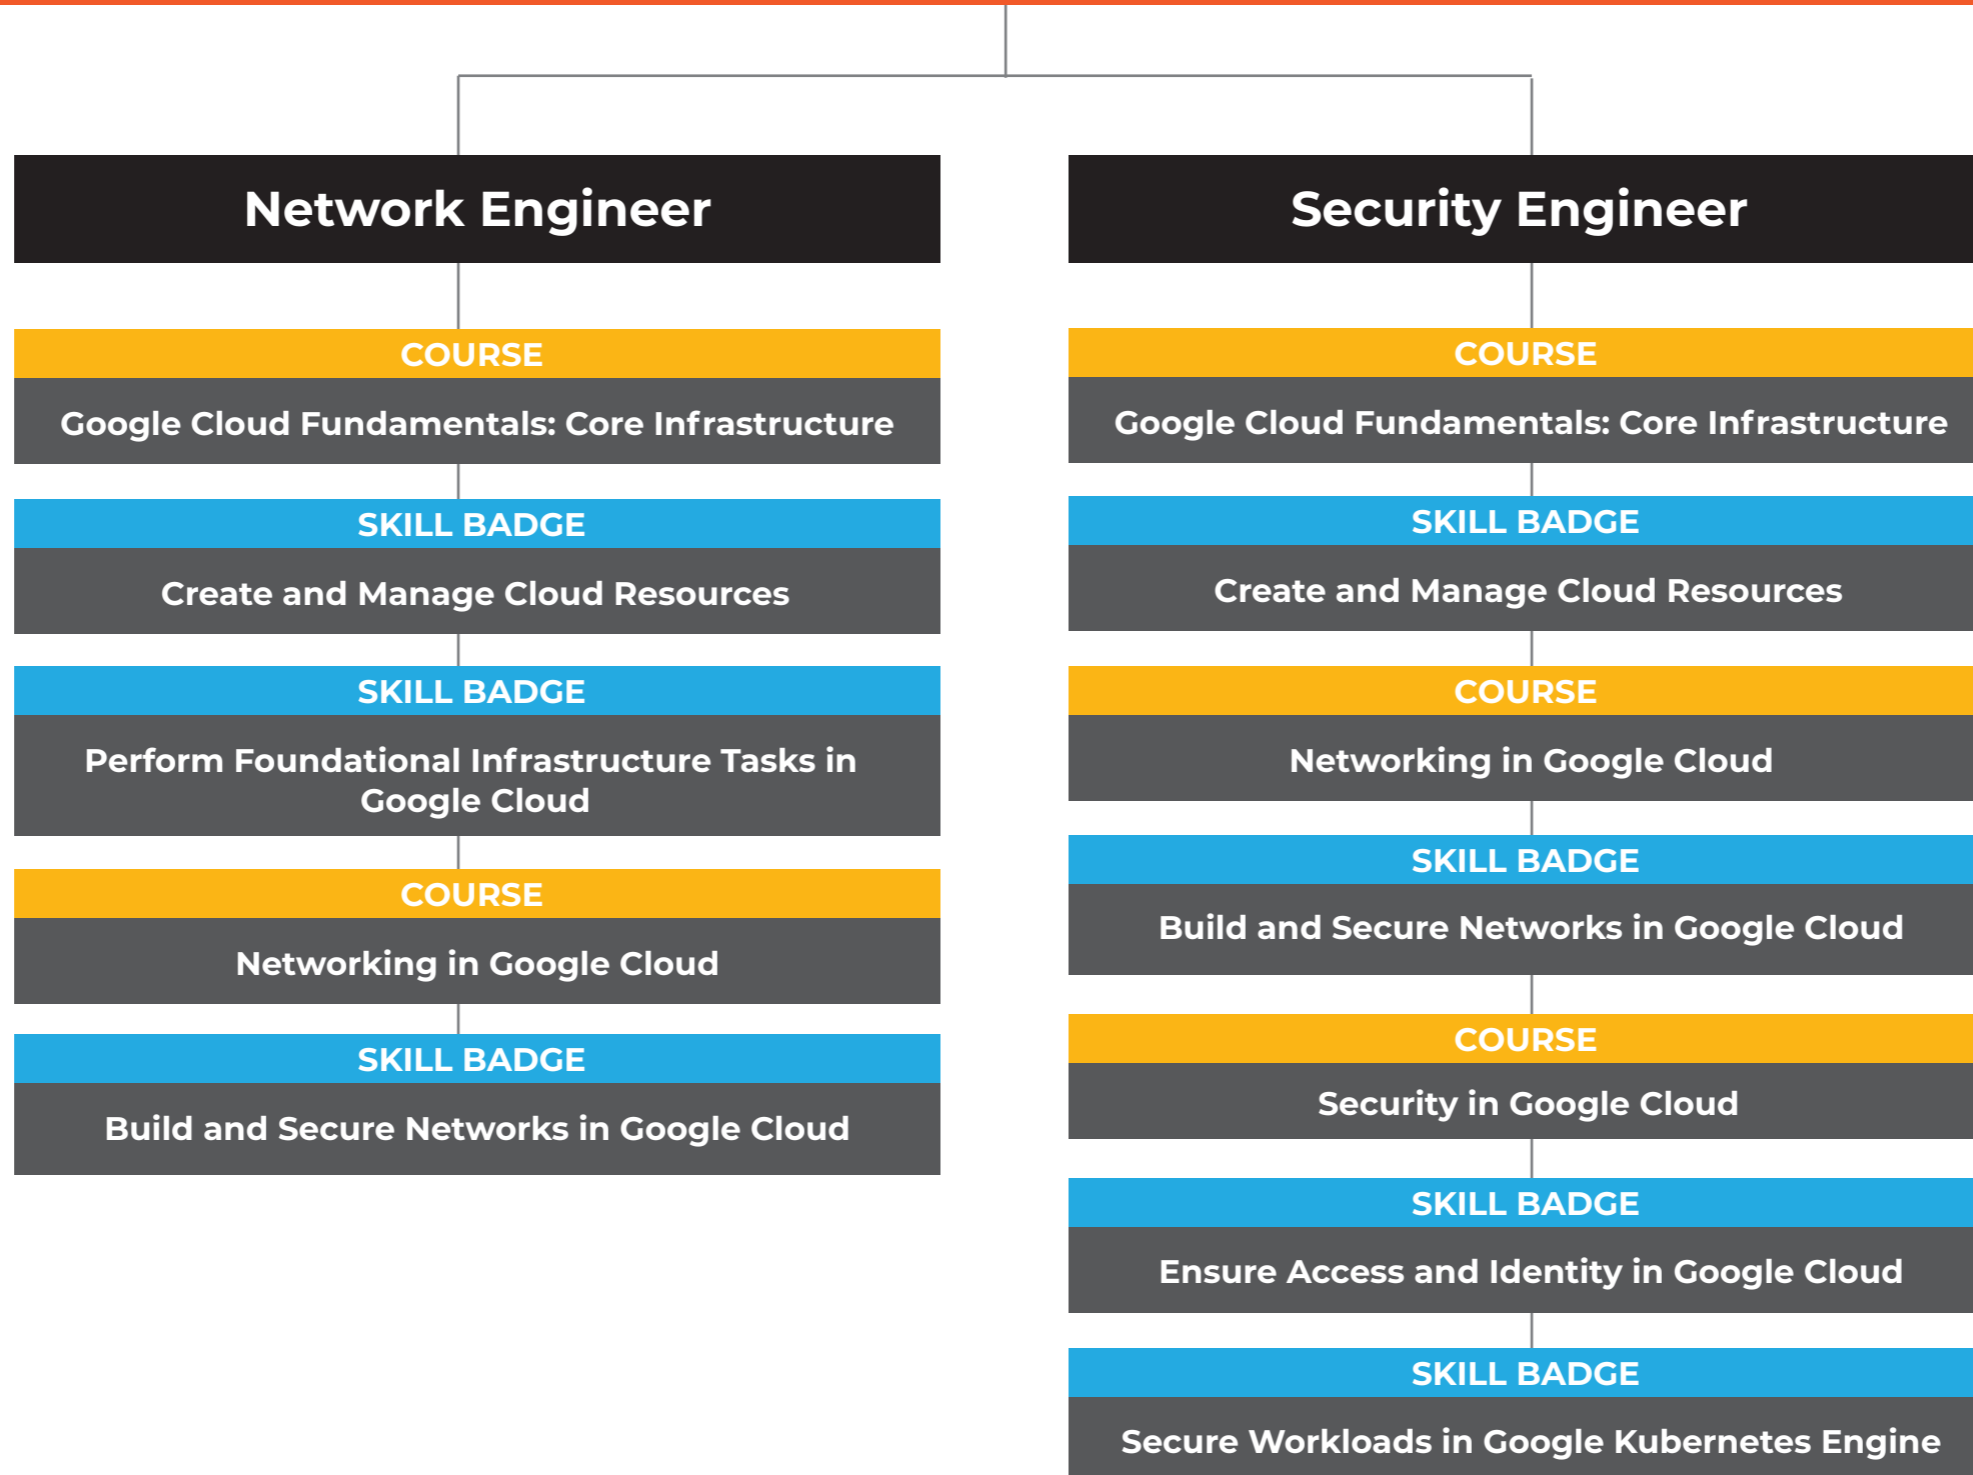 Network Engineer
COURSE
Google Cloud Fundamentals: Core Infrastructure
SKILL BADGE
Create and Manage Cloud Resources
SKILL BADGE
Perform Foundational Infrastructure Tasks in
Google Cloud
COURSE
Networking in Google Cloud
SKILL BADGE
Build and Secure Networks in Google Cloud
Security Engineer
COURSE
Google Cloud Fundamentals: Core Infrastructure
SKILL BADGE
Create and Manage Cloud Resources
COURSE
Networking in Google Cloud
SKILL BADGE
Build and Secure Networks in Google Cloud
COURSE
Security in Google Cloud
SKILL BADGE
Ensure Access and Identity in Google Cloud
SKILL BADGE
Secure Workloads in Google Kubernetes Engine